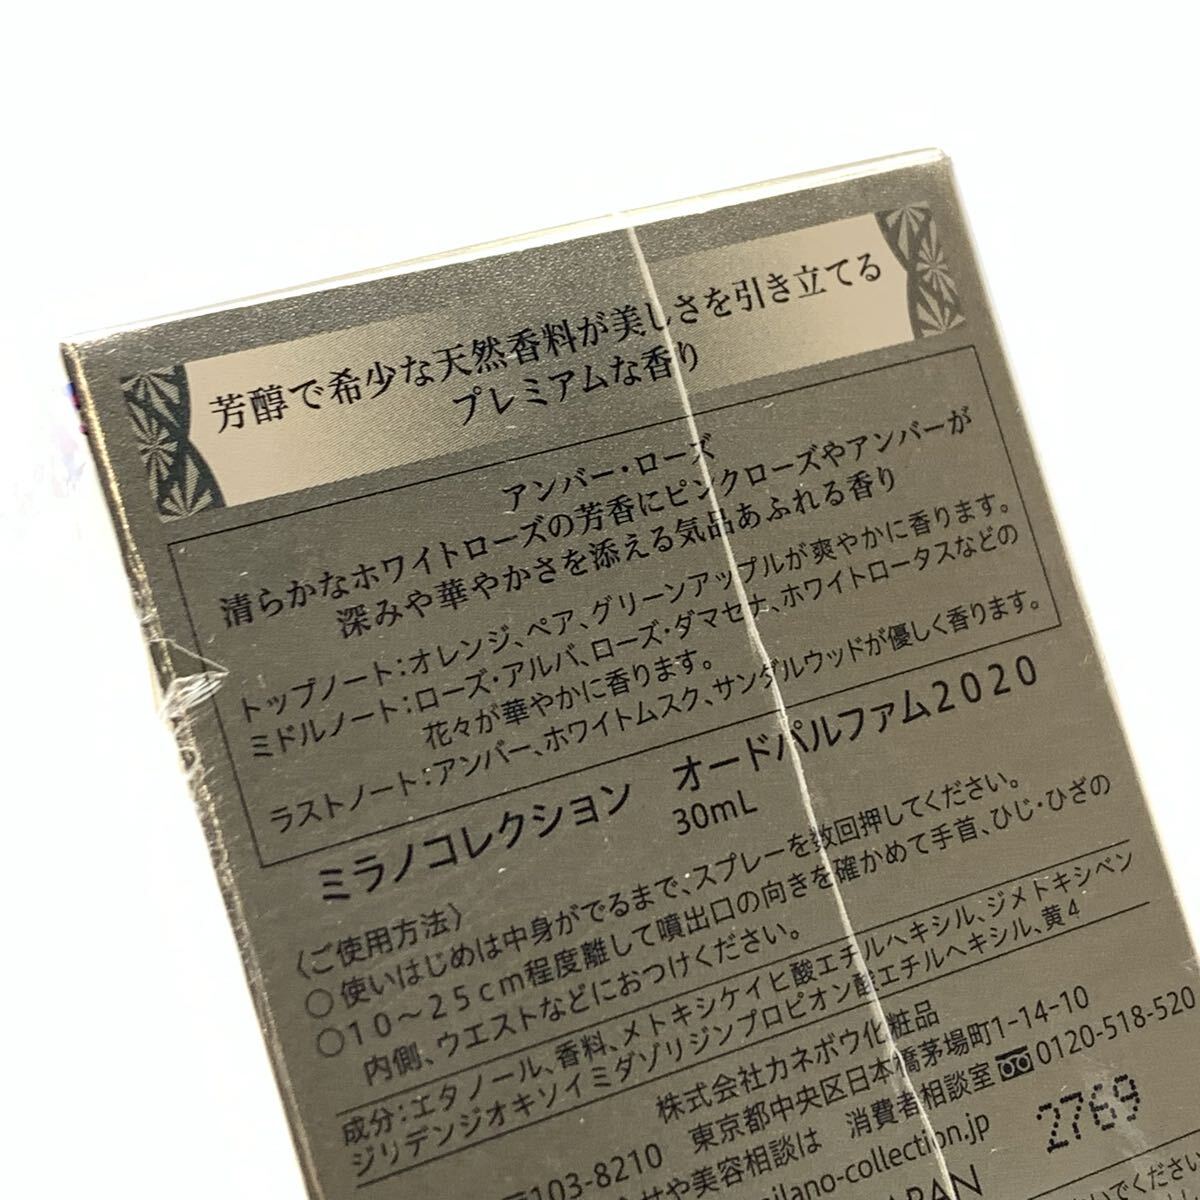 芳醇で希少な天然香料が美しさを引き立てる
プレミアムな香り
アンバー・ローズ
清らかなホワイトローズの芳香にピンクローズやアンバーが
深みや華やかさを添える気品あふれる香り
トップノート：オレンジ、ペア、グリーンアップルが爽やかに香ります。
ミドルノート：ローズ・アルバ、ローズ・ダマセナ、ホワイトロータスなどの
花々が華やかに香ります。
ラストノート：アンバー、ホワイトムスク、サンダルウッドが優しく香ります。
ミラノコレクション　オードパルファム2020
30mL
〈ご使用方法〉
○使いはじめは中身がでるまで、スプレーを数回押してください。
○10～25cm程度離して噴出口の向きを確かめて手首、ひじ・ひざの
内側、ウエストなどにおつけください。
成分：エタノール、香料、メトキシケイヒ酸エチルヘキシル、ジメトキシベン
ジリデンジオキソイミダゾリジンプロピオン酸エチルヘキシル、黄4
株式会社カネボウ化粧品
〒103-8210　東京都中央区日本橋茅場町1-14-10
せや美容相談は　消費者相談室 0120-518-520
milano-collection.jp
2769
JAPAN
でください